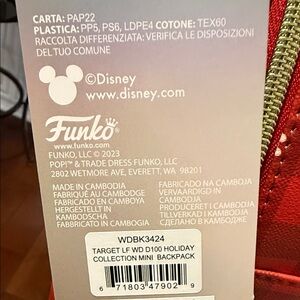 CARTA: PAP22
PLASTICA: PP5, PS6, LDPE4 COTONE: TEX60
RACCOLTA DIFFERENZIATA: VERIFICA LE DISPOSIZIONI
DEL TUO COMUNE
©Disney
www.disney.com
Funko
www.funko.com
FUNKO, LLC © 2023
POP! & TRADE DRESS FUNKO, LLC
2802 WETMORE AVE, EVERETT, WA 98201
MADE IN CAMBODIA
FABRIQUÉ AU CAMBODGE
FABRICADO EN CAMBOYA
HERGESTELLT IN
KAMBODSCHA
FABBRICATO IN CAMBOGIA
FABRICADO NA CAMBOJA
VERVAARDIGD IN
CAMBODJA
PRODUCERET I CAMBODJA
TILLVERKAD I KAMBODJA
СДЕЛАНО В КАМБОДЖЕ
WDBK3424
TARGET LF WD D100 HOLIDAY
COLLECTION MINI BACKPACK
6 71803 47902 9